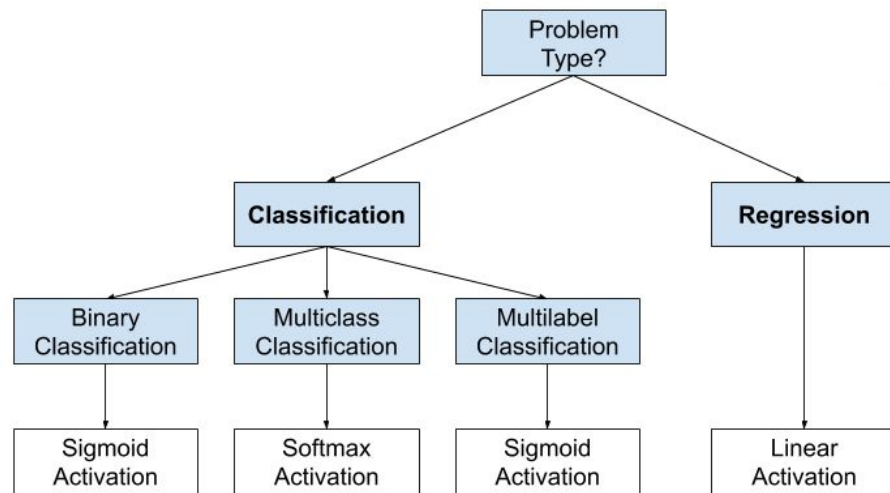 Problem
Type?
Classification
Regression
Binary
Classification
Multiclass
Classification
Multilabel
Classification
Sigmoid
Activation
Softmax
Activation
Sigmoid
Activation
Linear
Activation